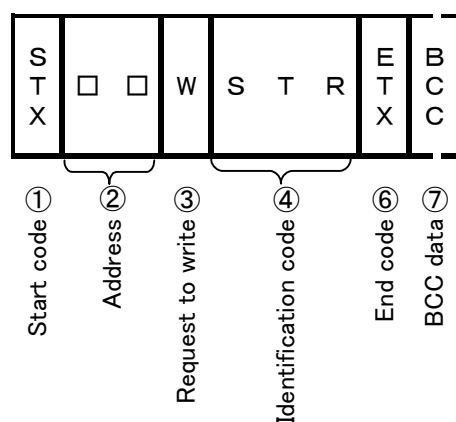 STX □ □ W S T R ETX BCC
① ② ③ ④ ⑥ ⑦
Start code
Address
Request to write
Identification code
End code
BCC data